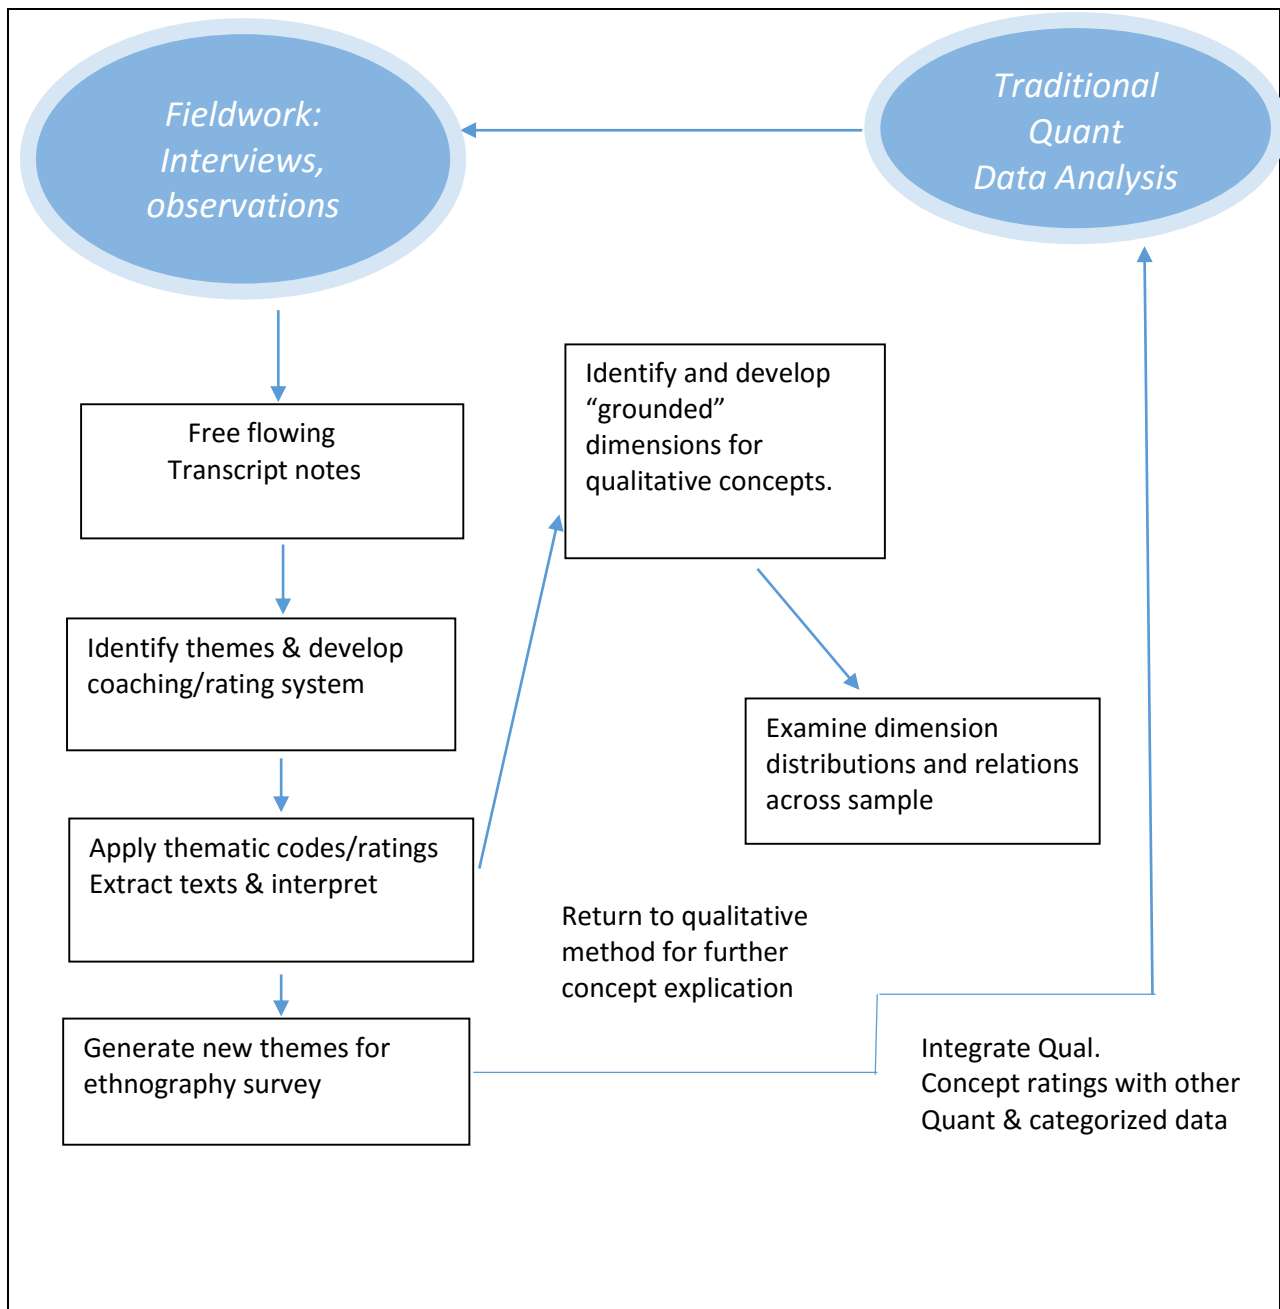 Fieldwork:
Interviews,
observations
Traditional
Quant
Data Analysis
Free flowing
Transcript notes
Identify and develop
“grounded”
dimensions for
qualitative concepts.
Identify themes & develop
coaching/rating system
Examine dimension
distributions and relations
across sample
Apply thematic codes/ratings
Extract texts & interpret
Return to qualitative
method for further
concept explication
Generate new themes for
ethnography survey
Integrate Qual.
Concept ratings with other
Quant & categorized data